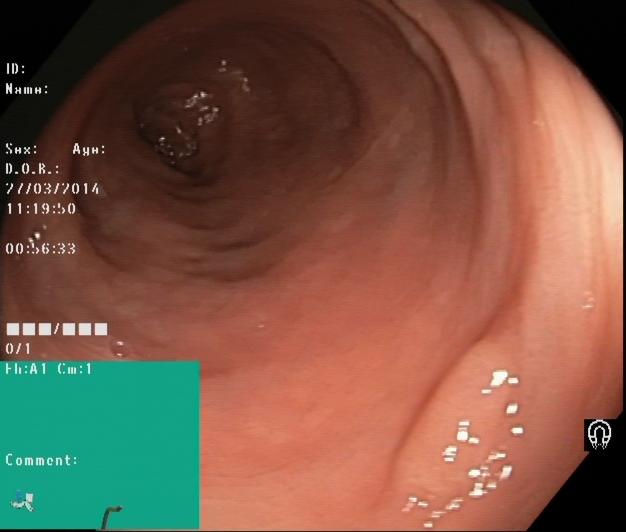 ID:
Name:
Sex: Age:
D.O.B.:
27/03/2014
11:19:50
00:56:33
■■■/■■■
0/1
Eh:A1 Cm:1
Comment: